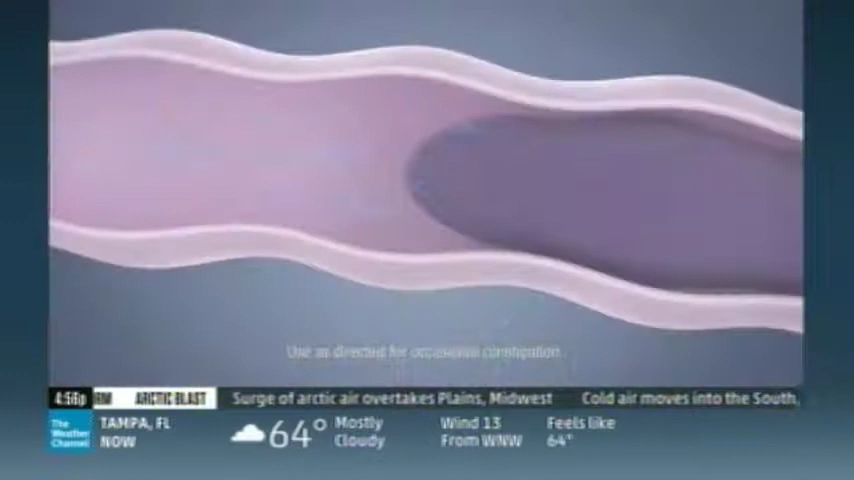 Use as directed for occasional constipation.
4:56p
ARCTIC BLAST
Surge of arctic air overtakes Plains, Midwest
Cold air moves into the South,
The
Weather
Channel
TAMPA, FL
NOW
64°
Mostly
Cloudy
Wind 13
From WNW
Feels like
64°